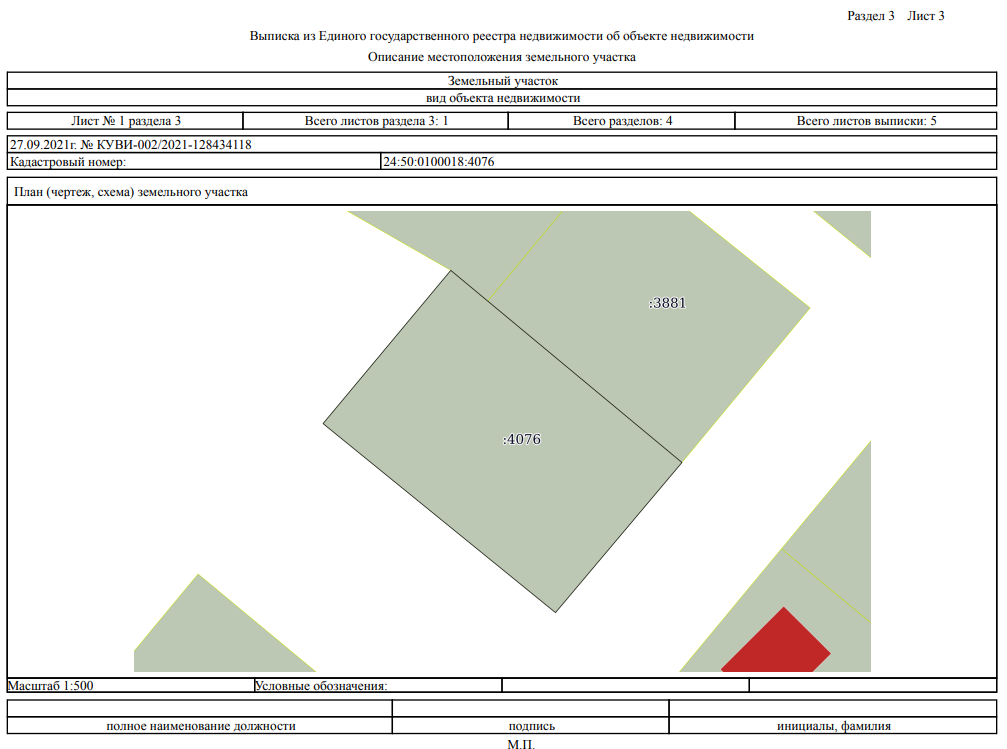 Раздел 3 Лист 3
Выписка из Единого государственного реестра недвижимости об объекте недвижимости
Описание местоположения земельного участка
Земельный участок
вид объекта недвижимости
Лист № 1 раздела 3 Всего листов раздела 3: 1 Всего разделов: 4 Всего листов выписки: 5
27.09.2021г. № КУВИ-002/2021-128434118
Кадастровый номер: 24:50:0100018:4076
План (чертеж, схема) земельного участка
:3881
:4076
Масштаб 1:500 Условные обозначения:
полное наименование должности подпись инициалы, фамилия
М.П.